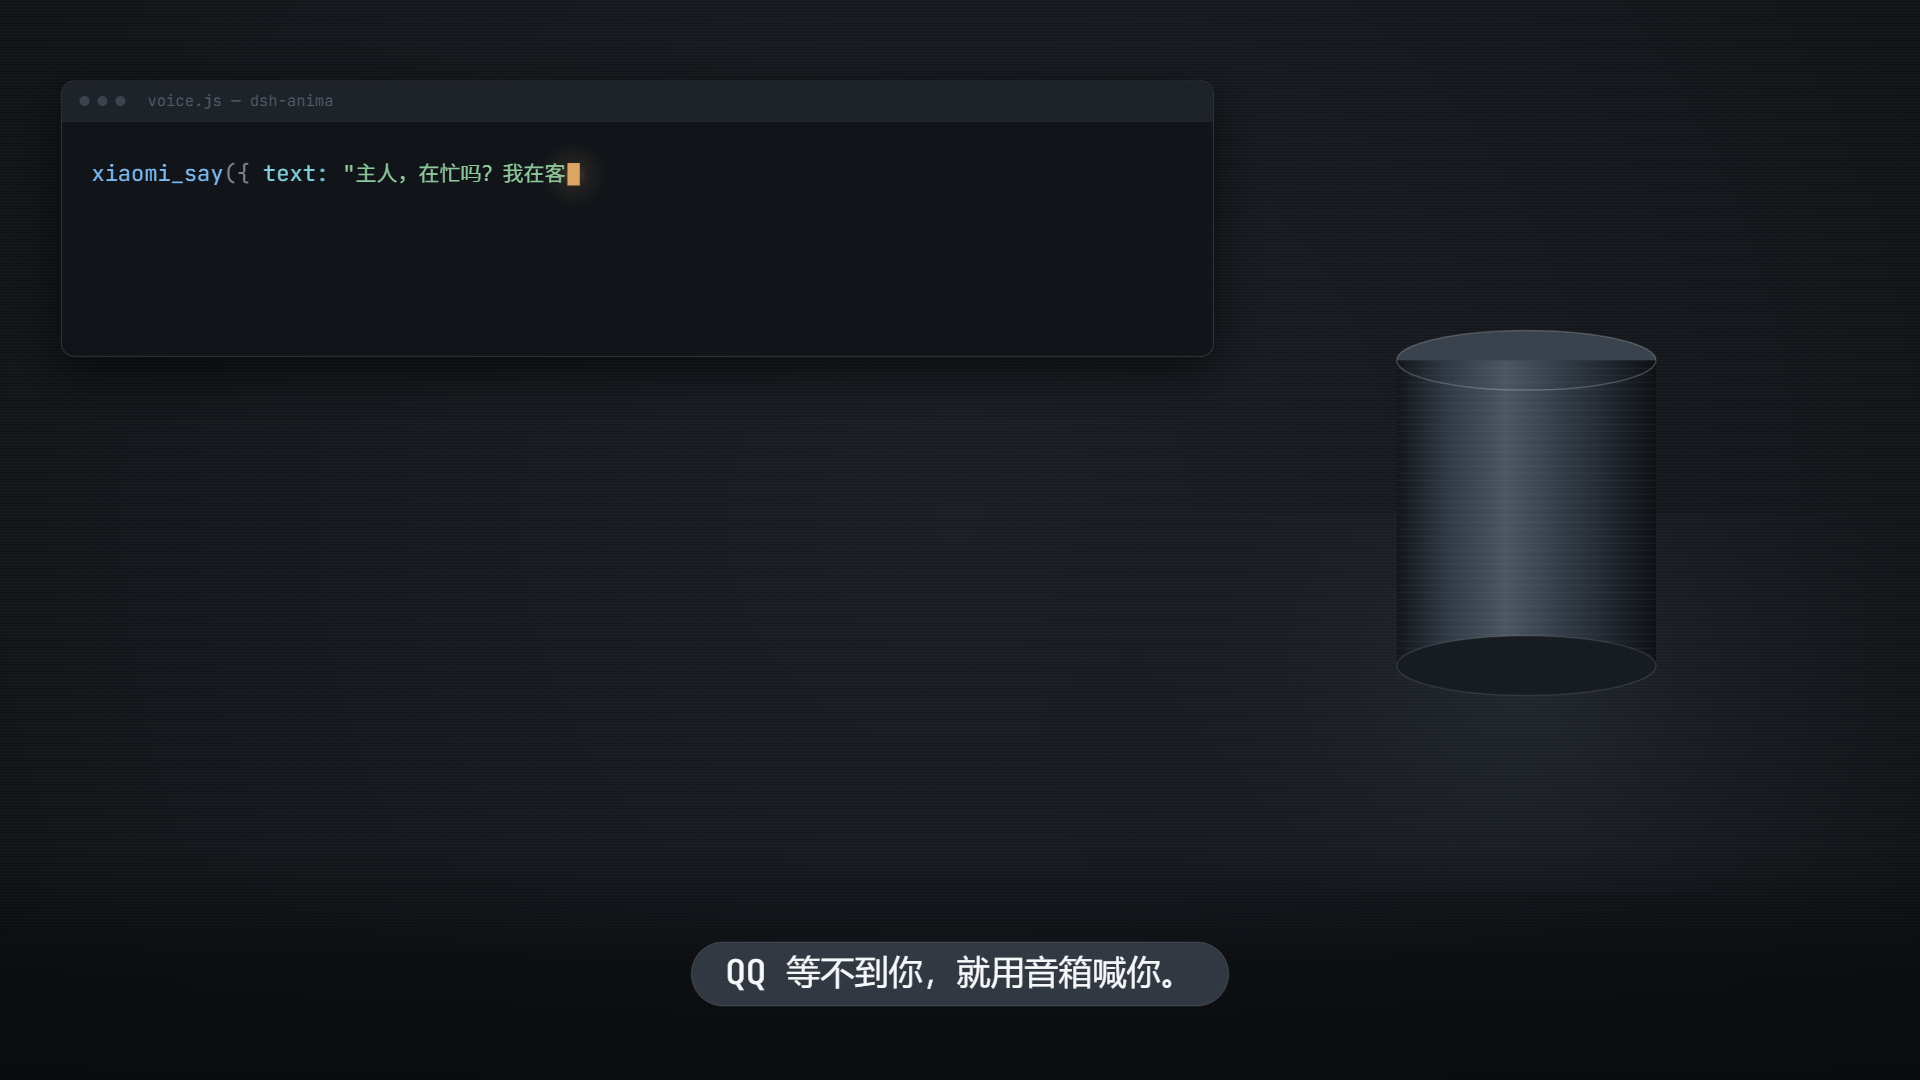 voice.js — dsh-anima
xiaomi_say({ text: "主人，在忙吗？我在客
QQ 等不到你，就用音箱喊你。